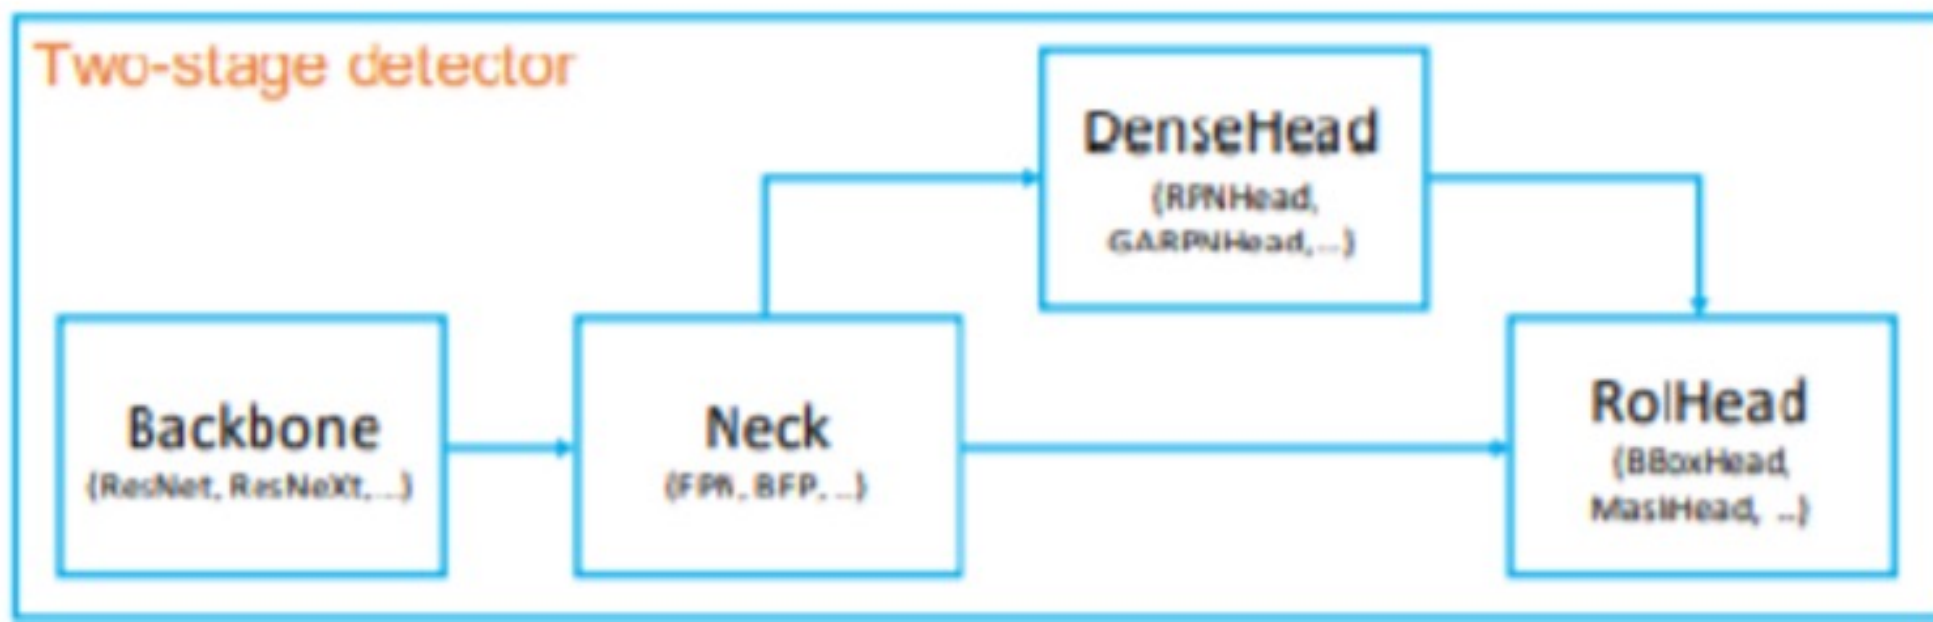 Two-stage detector
DenseHead
(RPNHead,
GARPNHead,...)
Backbone
(ResNet, ResNeXt,...)
Neck
(FPN, BFP, ...)
RoIHead
(BBoxHead,
MaskHead, ...)